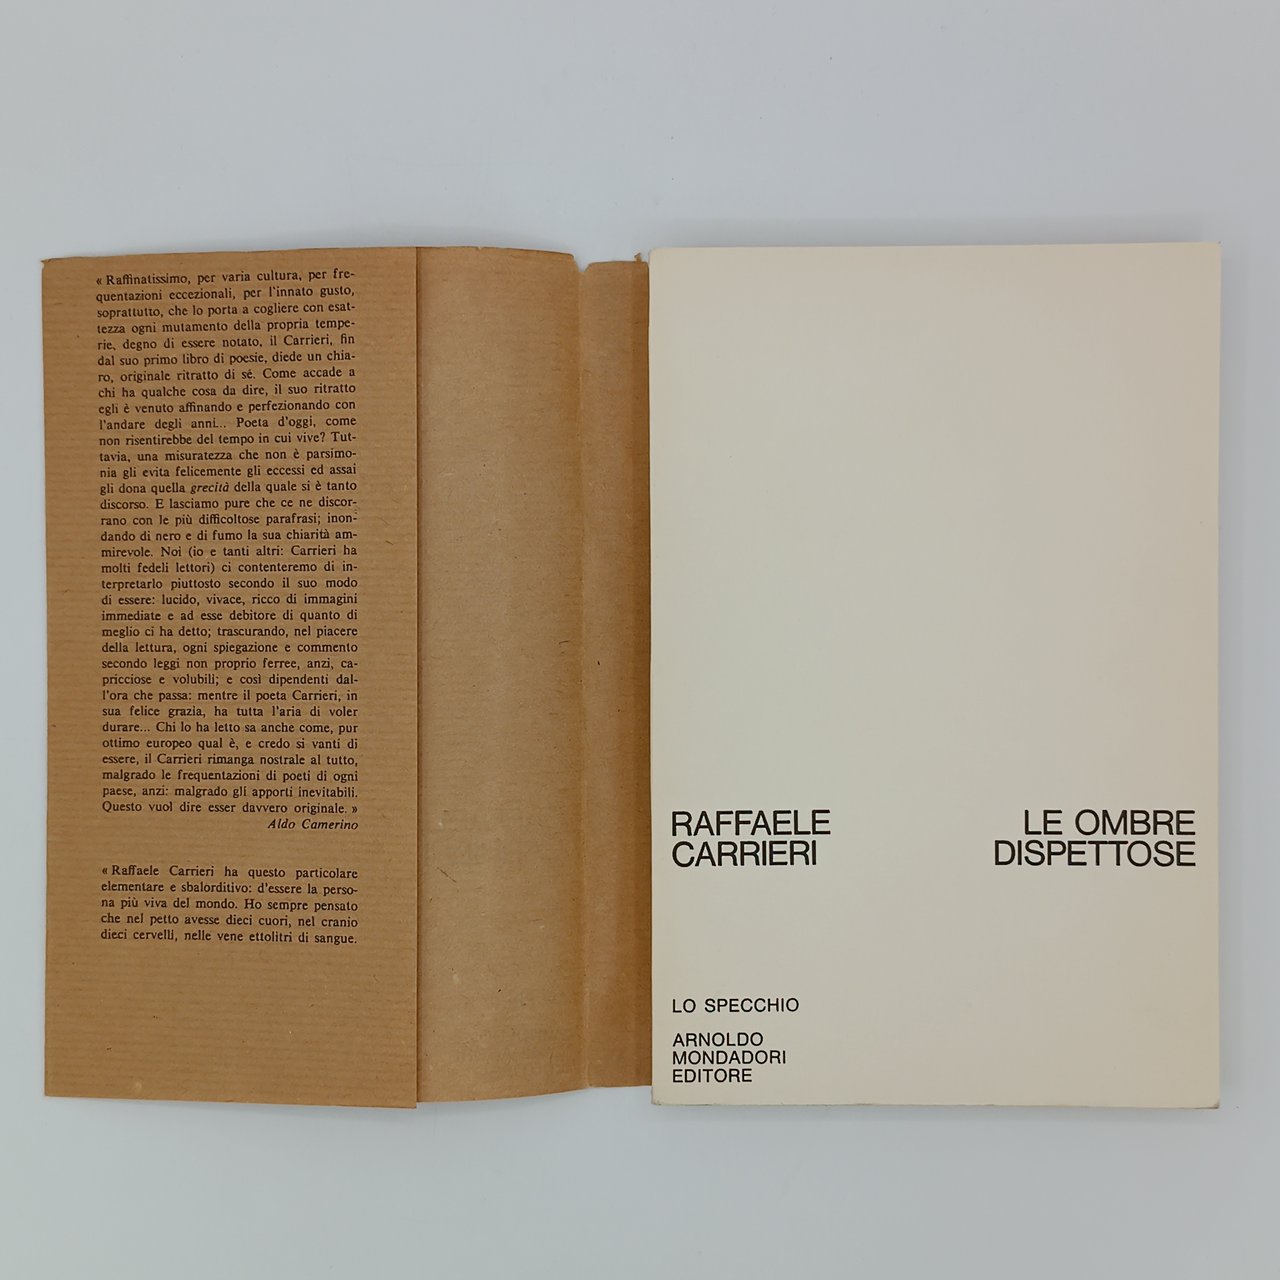 « Raffinatissimo, per varia cultura, per fre-
quentazioni eccezionali, per l'innato gusto,
soprattutto, che lo porta a cogliere con esat-
tezza ogni mutamento della propria tempe-
rie, degno di essere notato, il Carrieri, fin
dal suo primo libro di poesie, diede un chia-
ro, originale ritratto di sé. Come accade a
chi ha qualche cosa da dire, il suo ritratto
egli è venuto affinando e perfezionando con
l'andare degli anni... Poeta d'oggi, come
non risentirebbe del tempo in cui vive? Tut-
tavia, una misuratezza che non è parsimo-
nia gli evita felicemente gli eccessi ed assai
gli dona quella grecità della quale si è tanto
discorso. E lasciamo pure che ce ne discor-
rano con le più difficoltose parafrasi; inon-
dando di nero e di fumo la sua chiarità am-
mirevole. Noi (io e tanti altri: Carrieri ha
molti fedeli lettori) ci contenteremo di in-
terpretarlo piuttosto secondo il suo modo
di essere: lucido, vivace, ricco di immagini
immediate e ad esse debitore di quanto di
meglio ci ha detto; trascurando, nel piacere
della lettura, ogni spiegazione e commento
secondo leggi non proprio ferree, anzi, ca-
pricciose e volubili; e così dipendenti dal-
l'ora che passa: mentre il poeta Carrieri, in
sua felice grazia, ha tutta l'aria di voler
durare... Chi lo ha letto sa anche come, pur
ottimo europeo qual è, e credo si vanti di
essere, il Carrieri rimanga nostrale al tutto,
malgrado le frequentazioni di poeti di ogni
paese, anzi: malgrado gli apporti inevitabili.
Questo vuol dire esser davvero originale. »
Aldo Camerino
« Raffaele Carrieri ha questo particolare
elementare e sbalorditivo: d'essere la perso-
na più viva del mondo. Ho sempre pensato
che nel petto avesse dieci cuori, nel cranio
dieci cervelli, nelle vene ettolitri di sangue.
RAFFAELE
CARRIERI
LE OMBRE
DISPETTOSE
LO SPECCHIO
ARNOLDO
MONDADORI
EDITORE